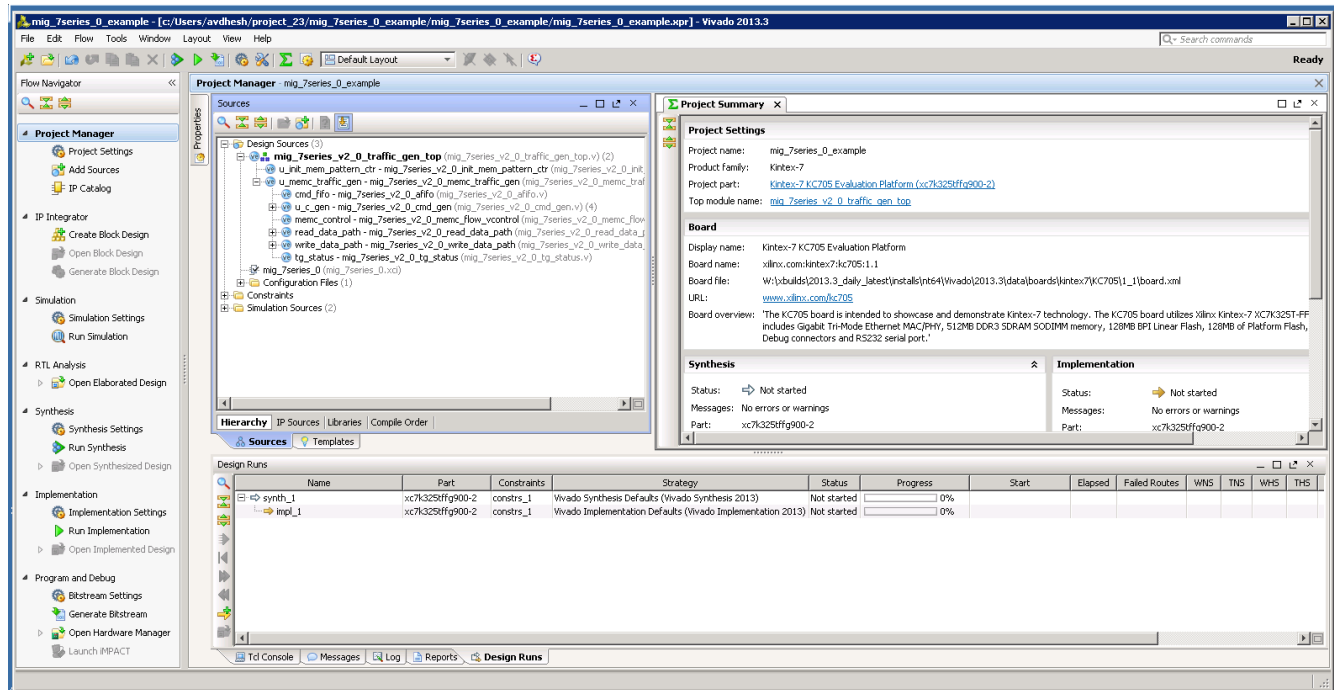 mig_7series_0_example - [c:/Users/avdhesh/project_23/mig_7series_0_example/mig_7series_0_example/mig_7series_0_example.xpr] - Vivado 2013.3
File Edit Flow Tools Window Layout View Help
Search commands
Default Layout
Ready
Flow Navigator
Project Manager
Project Settings
Add Sources
IP Catalog
IP Integrator
Create Block Design
Open Block Design
Generate Block Design
Simulation
Simulation Settings
Run Simulation
RTL Analysis
Open Elaborated Design
Synthesis
Synthesis Settings
Run Synthesis
Open Synthesized Design
Implementation
Implementation Settings
Run Implementation
Open Implemented Design
Program and Debug
Bitstream Settings
Generate Bitstream
Open Hardware Manager
Launch iMPACT
Project Manager - mig_7series_0_example
Properties
Sources
Design Sources (3)
mig_7series_v2_0_traffic_gen_top (mig_7series_v2_0_traffic_gen_top.v) (2)
u_init_mem_pattern_ctr - mig_7series_v2_0_init_mem_pattern_ctr (mig_7series_v2_0_init
u_memc_traffic_gen - mig_7series_v2_0_memc_traffic_gen (mig_7series_v2_0_memc_traf
cmd_fifo - mig_7series_v2_0_afifo (mig_7series_v2_0_afifo.v)
u_c_gen - mig_7series_v2_0_cmd_gen (mig_7series_v2_0_cmd_gen.v) (4)
memc_control - mig_7series_v2_0_memc_flow_vcontrol (mig_7series_v2_0_memc_flow
read_data_path - mig_7series_v2_0_read_data_path (mig_7series_v2_0_read_data_p
write_data_path - mig_7series_v2_0_write_data_path (mig_7series_v2_0_write_data_
tg_status - mig_7series_v2_0_tg_status (mig_7series_v2_0_tg_status.v)
mig_7series_0 (mig_7series_0.xci)
Configuration Files (1)
Constraints
Simulation Sources (2)
Hierarchy IP Sources Libraries Compile Order
Sources Templates
Project Summary
Project Settings
Project name: mig_7series_0_example
Product family: Kintex-7
Project part: Kintex-7 KC705 Evaluation Platform (xc7k325tffg900-2)
Top module name: mig_7series_v2_0_traffic_gen_top
Board
Display name: Kintex-7 KC705 Evaluation Platform
Board name: xilinx.com:kintex7:kc705:1.1
Board file: W:\xbuilds\2013.3_daily_latest\installs\nt64\Vivado\2013.3\data\boards\kintex7\KC705\1_1\board.xml
URL: www.xilinx.com/kc705
Board overview: 'The KC705 board is intended to showcase and demonstrate Kintex-7 technology. The KC705 board utilizes Xilinx Kintex-7 XC7K325T-FF
includes Gigabit Tri-Mode Ethernet MAC/PHY, 512MB DDR3 SDRAM SODIMM memory, 128MB BPI Linear Flash, 128MB of Platform Flash,
Debug connectors and RS232 serial port.'
Synthesis
Status: Not started
Messages: No errors or warnings
Part: xc7k325tffg900-2
Implementation
Status: Not started
Messages: No errors or warnings
Part: xc7k325tffg900-2
Design Runs
Name Part Constraints Strategy Status Progress Start Elapsed Failed Routes WNS TNS WHS THS
synth_1 xc7k325tffg900-2 constrs_1 Vivado Synthesis Defaults (Vivado Synthesis 2013) Not started 0%
impl_1 xc7k325tffg900-2 constrs_1 Vivado Implementation Defaults (Vivado Implementation 2013) Not started 0%
Tcl Console Messages Log Reports Design Runs